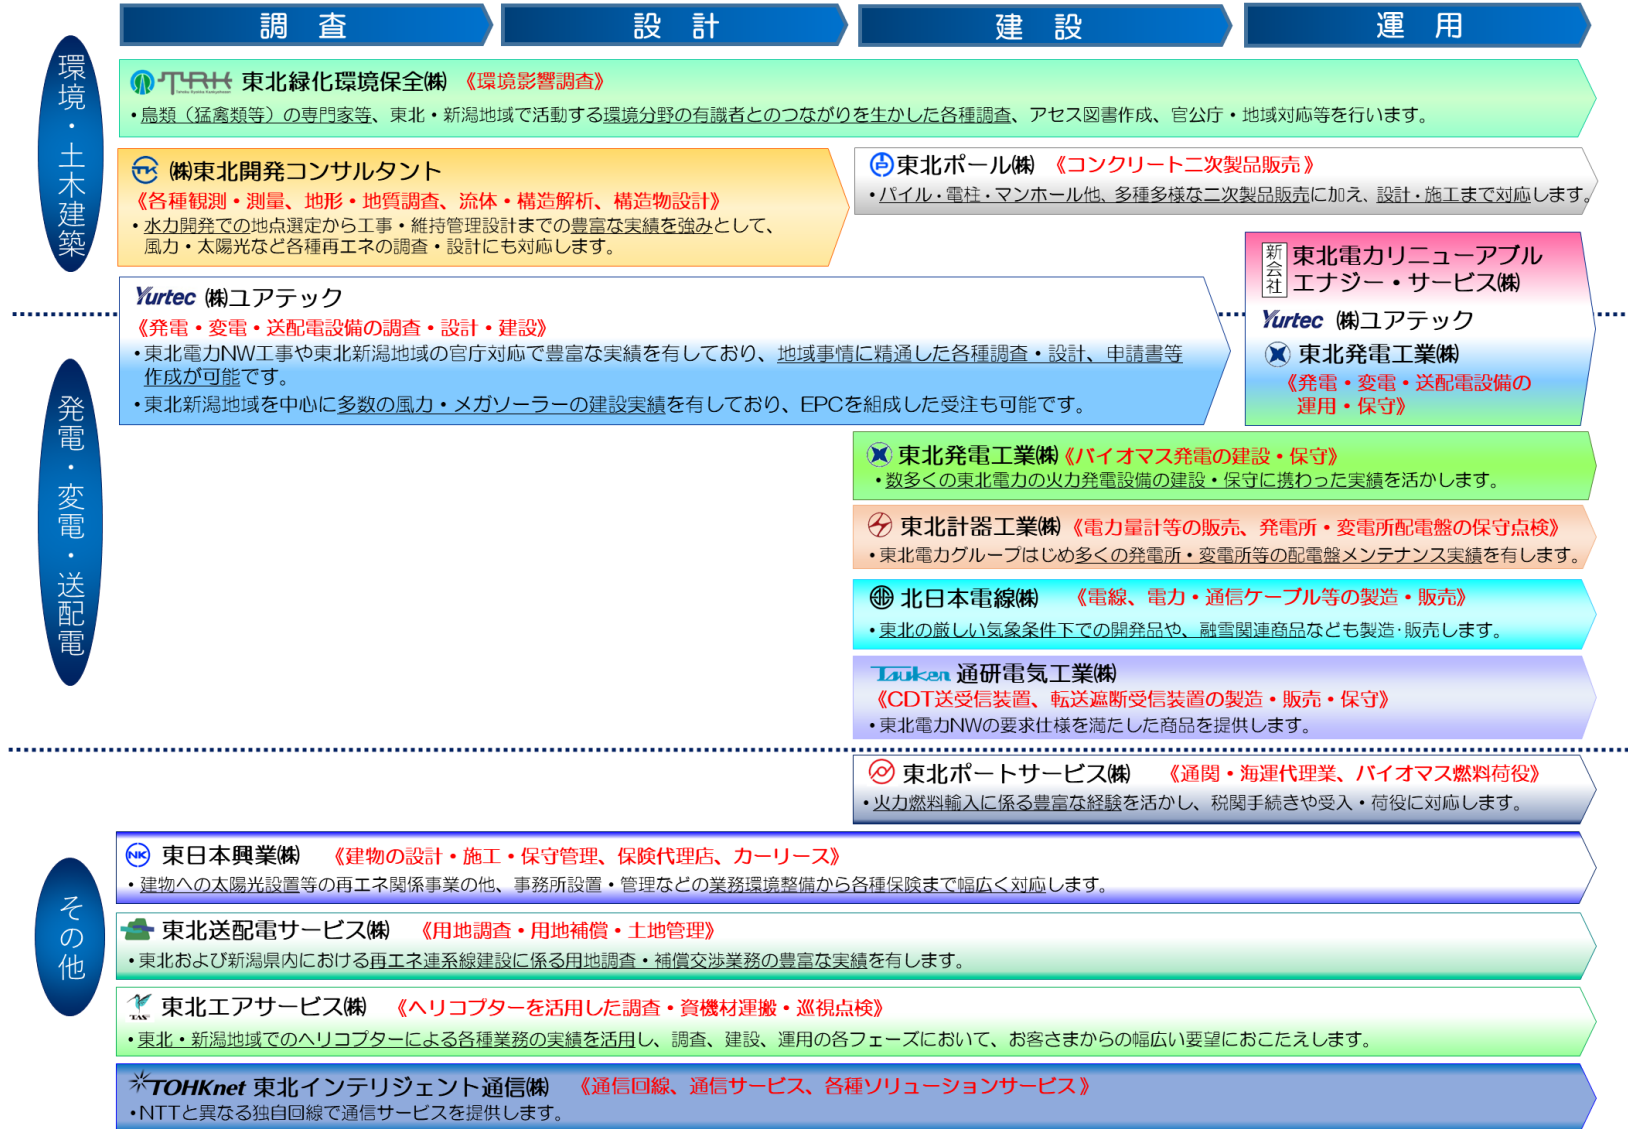 調査
設計
建設
運用
環境・土木建築
TRH 東北緑化環境保全㈱ 《環境影響調査》
・鳥類（猛禽類等）の専門家等、東北・新潟地域で活動する環境分野の有識者とのつながりを生かした各種調査、アセス図書作成、官公庁・地域対応等を行います。
㈱東北開発コンサルタント
《各種観測・測量、地形・地質調査、流体・構造解析、構造物設計》
・水力開発での地点選定から工事・維持管理設計までの豊富な実績を強みとして、
風力・太陽光など各種再エネの調査・設計にも対応します。
東北ポール㈱ 《コンクリート二次製品販売》
・パイル・電柱・マンホール他、多種多様な二次製品販売に加え、設計・施工まで対応します。
新会社
東北電力リニューアブル
エナジー・サービス㈱
Yurtec ㈱ユアテック
東北発電工業㈱
《発電・変電・送配電設備の
運用・保守》
発電・変電・送配電
Yurtec ㈱ユアテック
《発電・変電・送配電設備の調査・設計・建設》
・東北電力NW工事や東北新潟地域の官庁対応で豊富な実績を有しており、地域事情に精通した各種調査・設計、申請書等
作成が可能です。
・東北新潟地域を中心に多数の風力・メガソーラーの建設実績を有しており、EPCを組成した受注も可能です。
東北発電工業㈱《バイオマス発電の建設・保守》
・数多くの東北電力の火力発電設備の建設・保守に携わった実績を活かします。
東北計器工業㈱ 《電力量計等の販売、発電所・変電所配電盤の保守点検》
・東北電力グループはじめ多くの発電所・変電所等の配電盤メンテナンス実績を有します。
北日本電線㈱ 《電線、電力・通信ケーブル等の製造・販売》
・東北の厳しい気象条件下での開発品や、融雪関連商品なども製造・販売します。
Tsuken 通研電気工業㈱
《CDT送受信装置、転送遮断受信装置の製造・販売・保守》
・東北電力NWの要求仕様を満たした商品を提供します。
その他
東北ポートサービス㈱ 《通関・海運代理業、バイオマス燃料荷役》
・火力燃料輸入に係る豊富な経験を活かし、税関手続きや受入・荷役に対応します。
NK 東日本興業㈱ 《建物の設計・施工・保守管理、保険代理店、カーリース》
・建物への太陽光設置等の再エネ関係事業の他、事務所設置・管理などの業務環境整備から各種保険まで幅広く対応します。
東北送配電サービス㈱ 《用地調査・用地補償・土地管理》
・東北および新潟県内における再エネ連系線建設に係る用地調査・補償交渉業務の豊富な実績を有します。
TAS 東北エアサービス㈱ 《ヘリコプターを活用した調査・資機材運搬・巡視点検》
・東北・新潟地域でのヘリコプターによる各種業務の実績を活用し、調査、建設、運用の各フェーズにおいて、お客さまからの幅広い要望におこたえします。
TOHKnet 東北インテリジェント通信㈱ 《通信回線、通信サービス、各種ソリューションサービス》
・NTTと異なる独自回線で通信サービスを提供します。